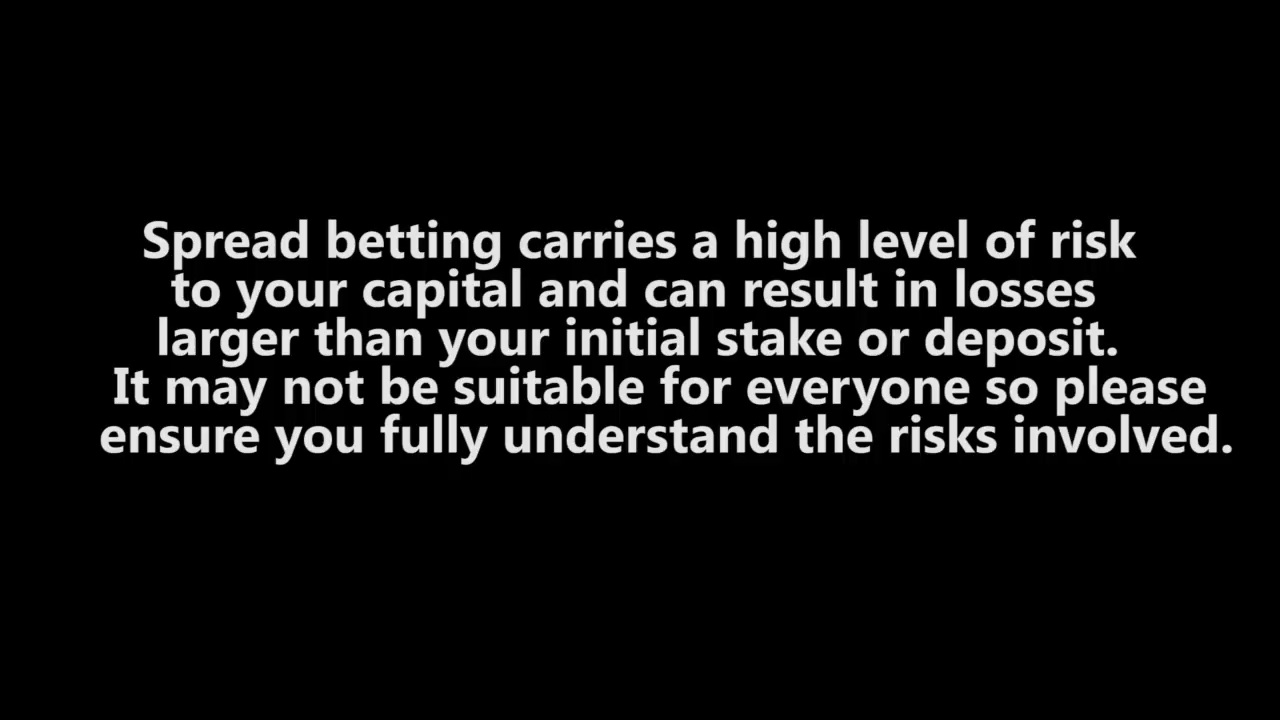 Spread betting carries a high level of risk
to your capital and can result in losses
larger than your initial stake or deposit.
It may not be suitable for everyone so please
ensure you fully understand the risks involved.